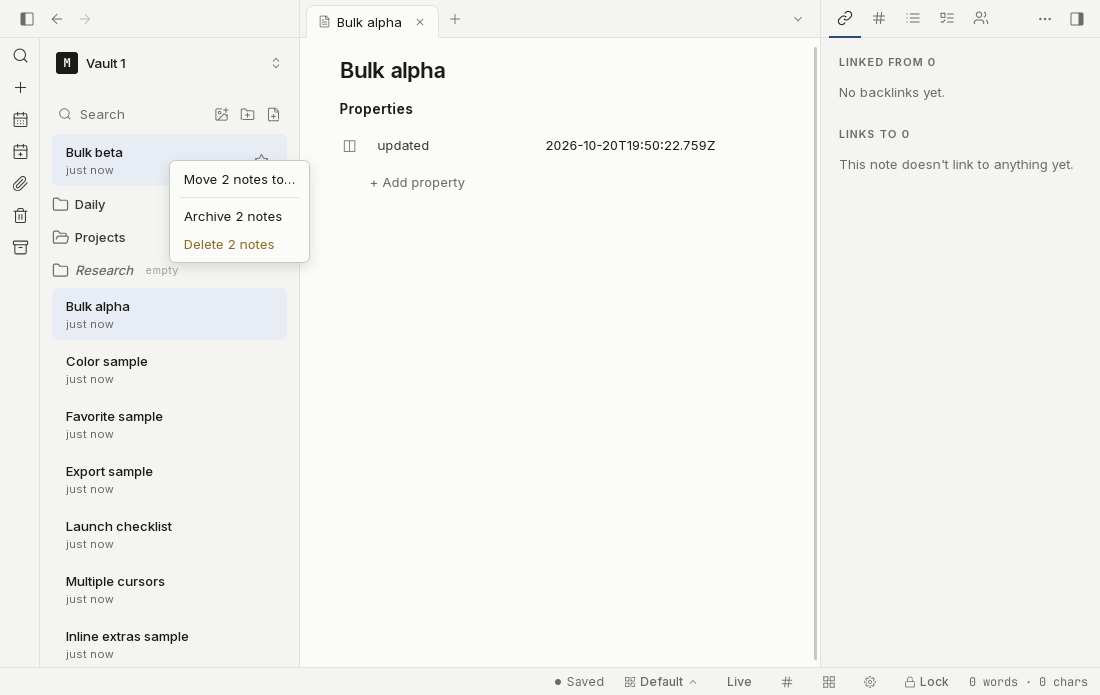 Bulk alpha
M Vault 1
Search
Bulk beta
just now
Move 2 notes to...
Archive 2 notes
Delete 2 notes
Daily
Projects
Research empty
Bulk alpha
just now
Color sample
just now
Favorite sample
just now
Export sample
just now
Launch checklist
just now
Multiple cursors
just now
Inline extras sample
just now
Bulk alpha
Properties
updated 2026-10-20T19:50:22.759Z
+ Add property
LINKED FROM 0
No backlinks yet.
LINKS TO 0
This note doesn't link to anything yet.
Saved Default Live Lock 0 words · 0 chars